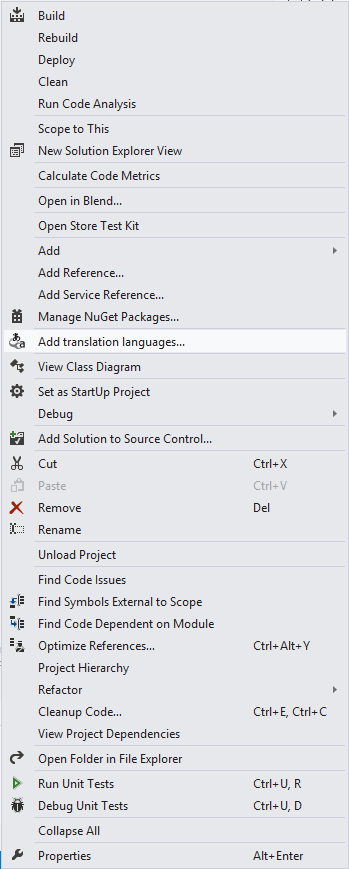 Build
Rebuild
Deploy
Clean
Run Code Analysis
Scope to This
New Solution Explorer View
Calculate Code Metrics
Open in Blend...
Open Store Test Kit
Add
Add Reference...
Add Service Reference...
Manage NuGet Packages...
Add translation languages...
View Class Diagram
Set as StartUp Project
Debug
Add Solution to Source Control...
Cut Ctrl+X
Paste Ctrl+V
Remove Del
Rename
Unload Project
Find Code Issues
Find Symbols External to Scope
Find Code Dependent on Module
Optimize References... Ctrl+Alt+Y
Project Hierarchy
Refactor
Cleanup Code... Ctrl+E, Ctrl+C
View Project Dependencies
Open Folder in File Explorer
Run Unit Tests Ctrl+U, R
Debug Unit Tests Ctrl+U, D
Collapse All
Properties Alt+Enter